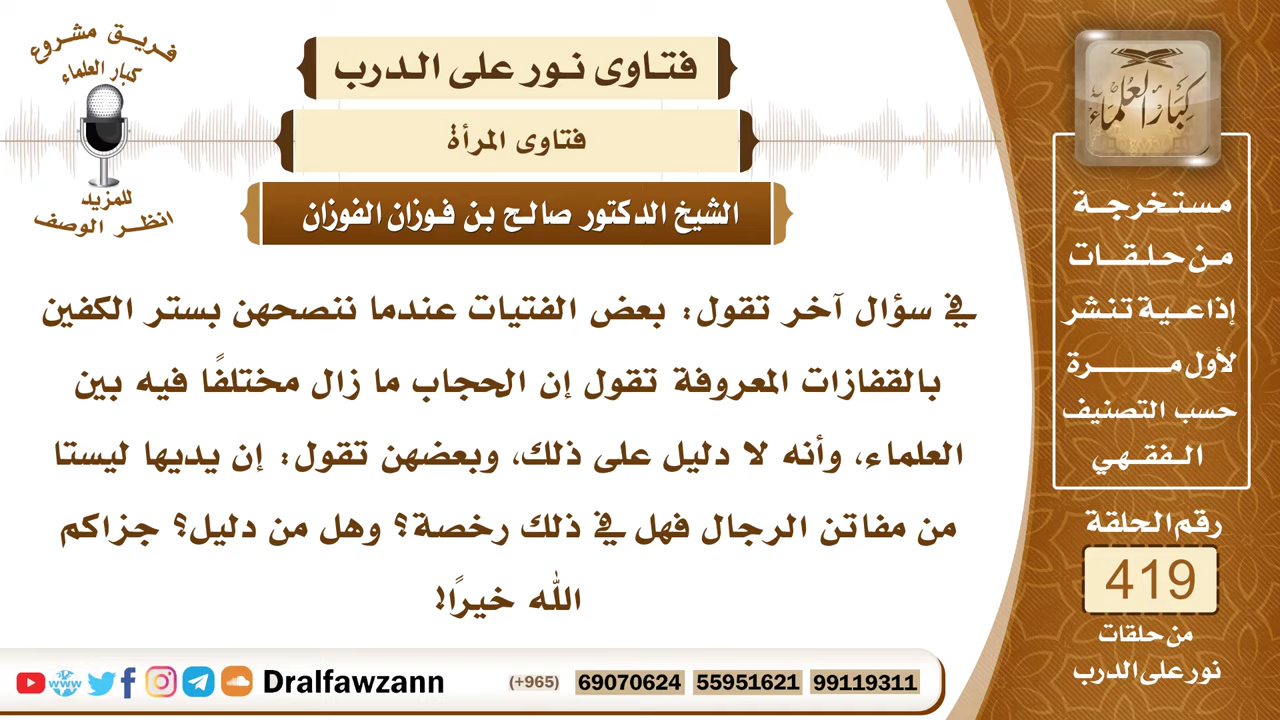 فريق مشروع
كبار العلماء
للمزيد
انظر الوصف
فتاوى نور على الدرب
فتاوى المرأة
الشيخ الدكتور صالح بن فوزان الفوزان
في سؤال آخر تقول: بعض الفتيات عندما ننصحهن بستر الكفين
بالقفازات المعروفة تقول إن الحجاب ما زال مختلفًا فيه بين
العلماء، وأنه لا دليل على ذلك، وبعضهن تقول: إن يديها ليستا
من مفاتن الرجال فهل في ذلك رخصة؟ وهل من دليل؟ جزاكم
الله خيرًا!
كبار العلماء
مستخرجة
من حلقات
إذاعية تنشر
لأول مرة
حسب التصنيف
الفقهي
رقم الحلقة
419
من حلقات
نور على الدرب
www Dralfawzann (+965) 69070624 55951621 99119311